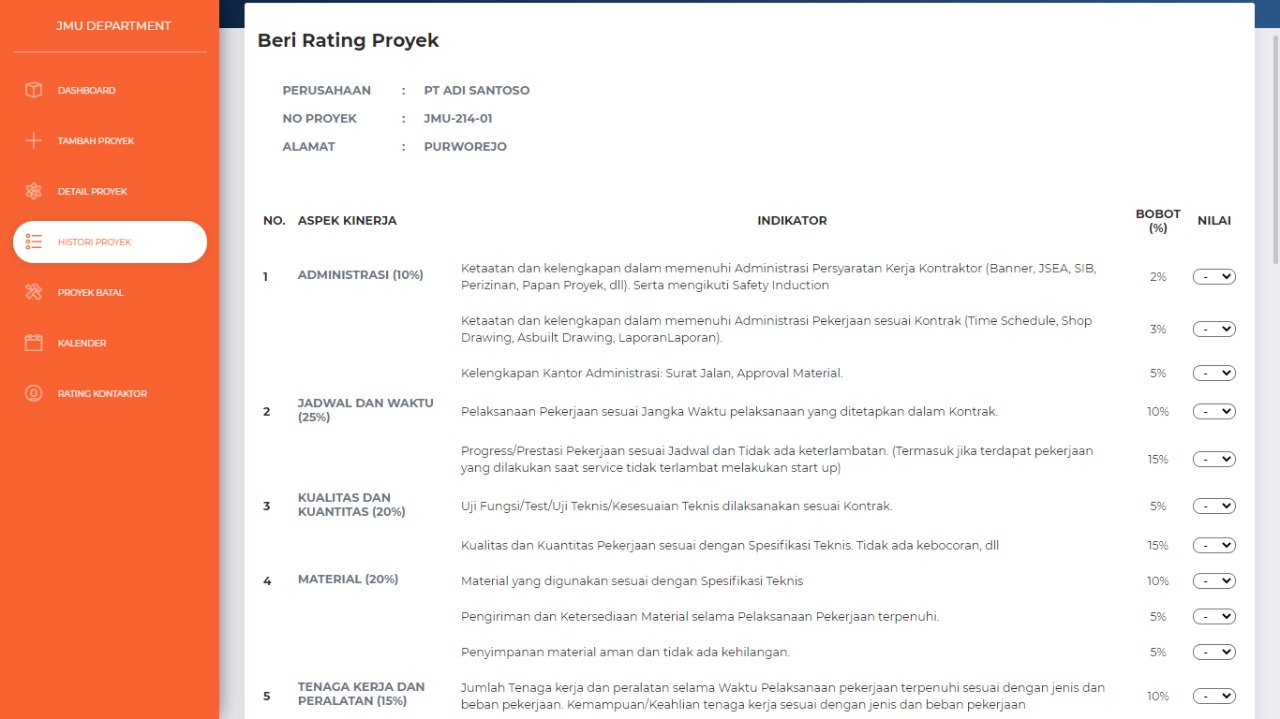 JMU DEPARTMENT
DASHBOARD
TAMBAH PROYEK
DETAIL PROYEK
HISTORI PROYEK
PROYEK BATAL
KALENDER
RATING KONTAKTOR
Beri Rating Proyek
PERUSAHAAN : PT ADI SANTOSO
NO PROYEK : JMU-214-01
ALAMAT : PURWOREJO
NO. ASPEK KINERJA INDIKATOR BOBOT (%) NILAI
1 ADMINISTRASI (10%) Ketaatan dan kelengkapan dalam memenuhi Administrasi Persyaratan Kerja Kontraktor (Banner, JSEA, SIB,
Perizinan, Papan Proyek, dll). Serta mengikuti Safety Induction 2% -
Ketaatan dan kelengkapan dalam memenuhi Administrasi Pekerjaan sesuai Kontrak (Time Schedule, Shop
Drawing, Asbuilt Drawing, LaporanLaporan). 3% -
Kelengkapan Kantor Administrasi: Surat Jalan, Approval Material. 5% -
2 JADWAL DAN WAKTU
(25%) Pelaksanaan Pekerjaan sesuai Jangka Waktu pelaksanaan yang ditetapkan dalam Kontrak. 10% -
Progress/Prestasi Pekerjaan sesuai Jadwal dan Tidak ada keterlambatan. (Termasuk jika terdapat pekerjaan
yang dilakukan saat service tidak terlambat melakukan start up) 15% -
3 KUALITAS DAN
KUANTITAS (20%) Uji Fungsi/Test/Uji Teknis/Kesesuaian Teknis dilaksanakan sesuai Kontrak. 5% -
Kualitas dan Kuantitas Pekerjaan sesuai dengan Spesifikasi Teknis. Tidak ada kebocoran, dll 15% -
4 MATERIAL (20%) Material yang digunakan sesuai dengan Spesifikasi Teknis 10% -
Pengiriman dan Ketersediaan Material selama Pelaksanaan Pekerjaan terpenuhi. 5% -
Penyimpanan material aman dan tidak ada kehilangan. 5% -
5 TENAGA KERJA DAN
PERALATAN (15%) Jumlah Tenaga kerja dan peralatan selama Waktu Pelaksanaan pekerjaan terpenuhi sesuai dengan jenis dan
beban pekerjaan. Kemampuan/Keahlian tenaga kerja sesuai dengan jenis dan beban pekerjaan 10% -